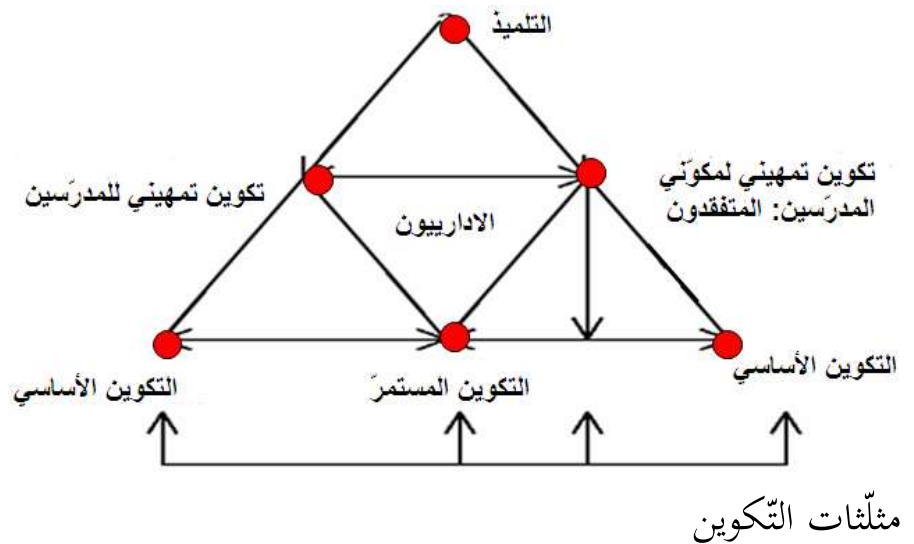 التلميذ
تكوين تمهيني لمكوّني
المدرّسين: المتفقدون
تكوين تمهيني للمدرّسين
الاداريييون
التكوين الأساسي
التكوين المستمرّ
التكوين الأساسي
مثلّثات التّكوين